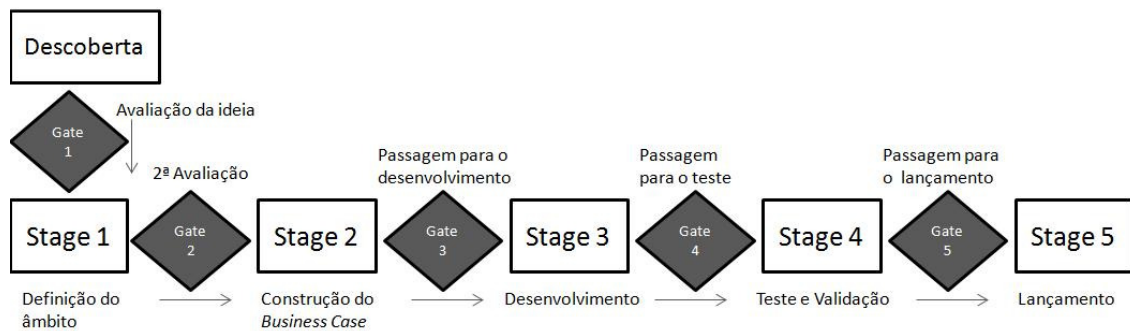 Descoberta
Avaliação da ideia
Gate
1
2ª Avaliação
Passagem para o
desenvolvimento
Passagem
para o teste
Passagem para
o lançamento
Stage 1
Gate
2
Stage 2
Gate
3
Stage 3
Gate
4
Stage 4
Gate
5
Stage 5
Definição do
âmbito
Construção do
Business Case
Desenvolvimento
Teste e Validação
Lançamento